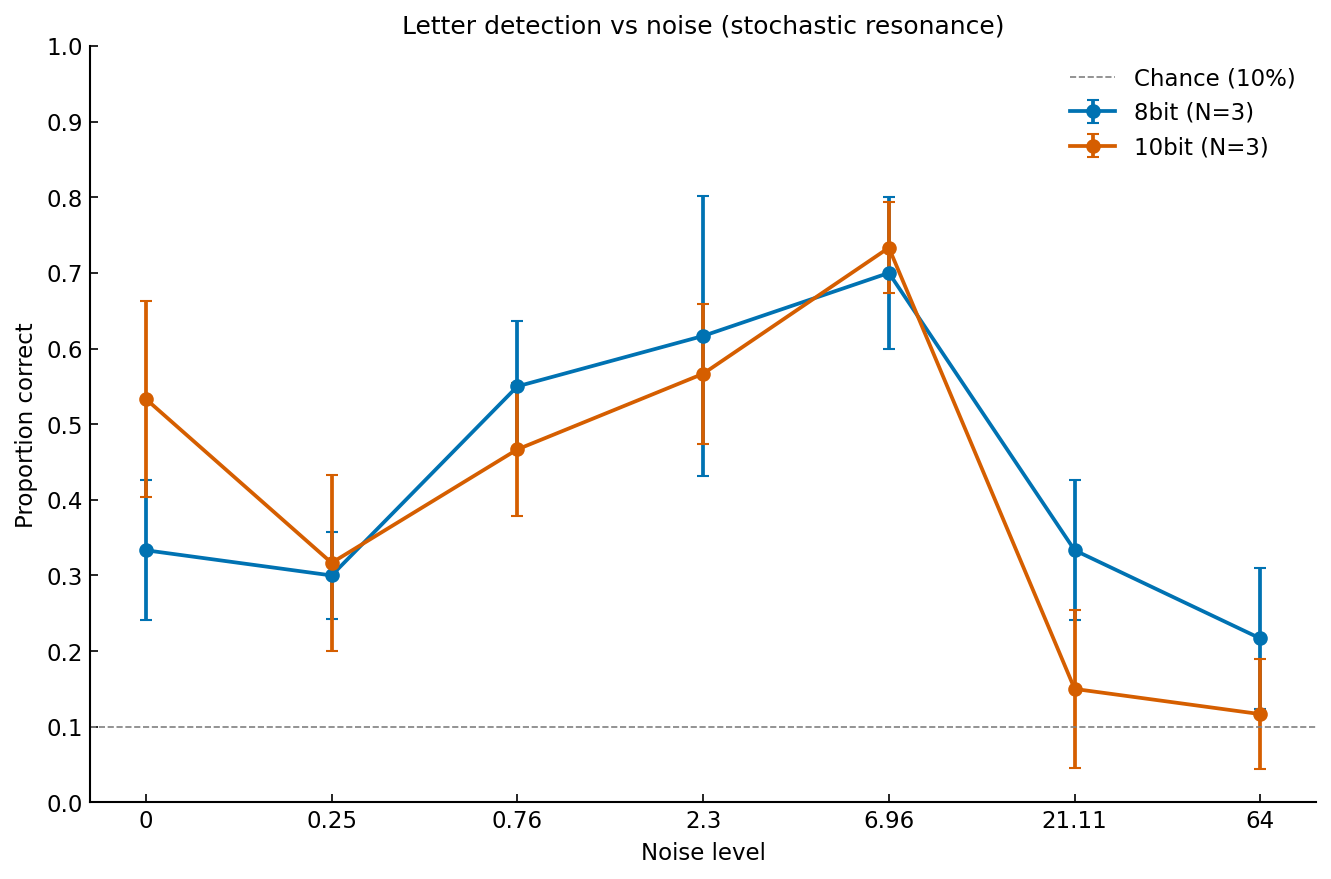 Letter detection vs noise (stochastic resonance)
Chance (10%)
8bit (N=3)
10bit (N=3)
Proportion correct
1.0
0.9
0.8
0.7
0.6
0.5
0.4
0.3
0.2
0.1
0.0
0 0.25 0.76 2.3 6.96 21.11 64
Noise level